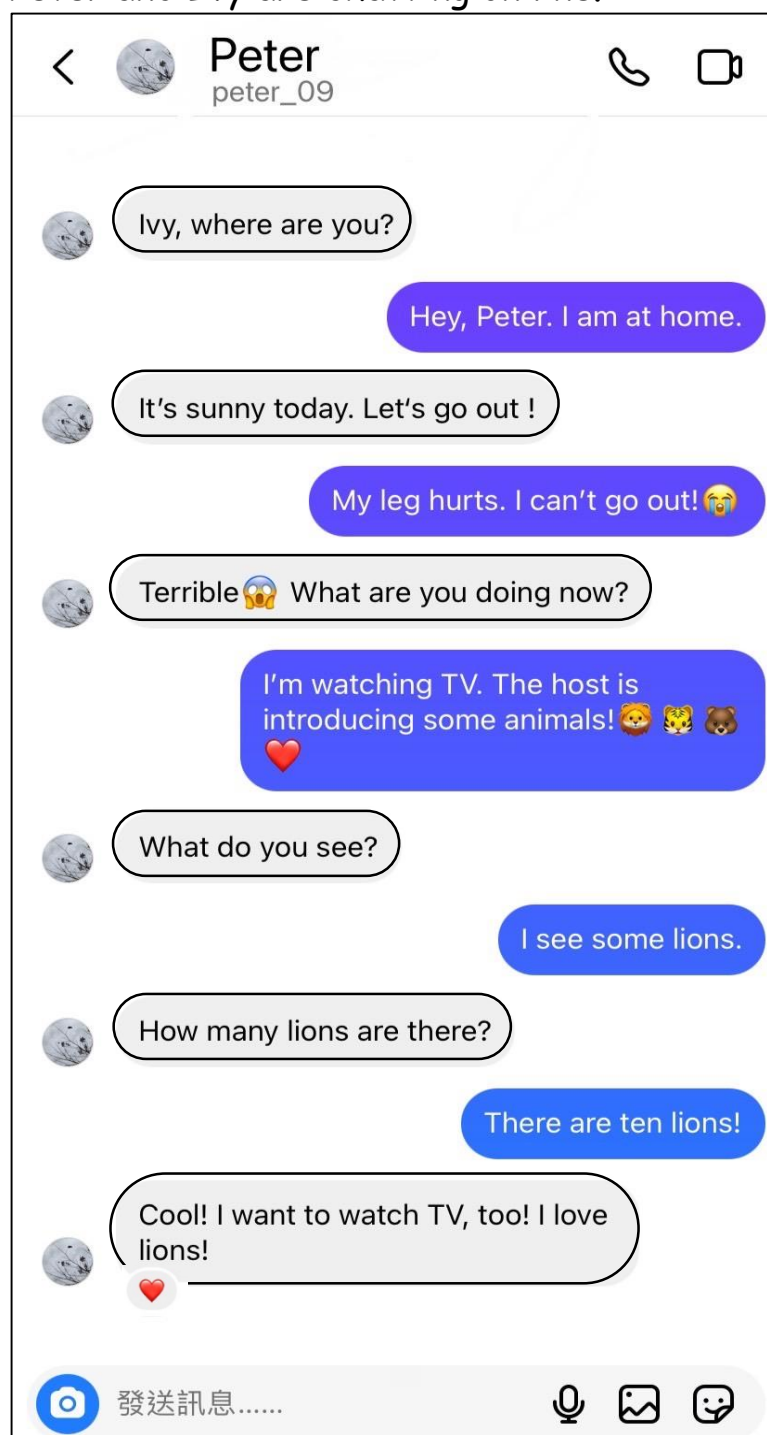 Peter
peter_09
Ivy, where are you?
Hey, Peter. I am at home.
It's sunny today. Let's go out !
My leg hurts. I can't go out!😭
Terrible😱 What are you doing now?
I'm watching TV. The host is
introducing some animals!🦁 🐯 🐻
❤️
What do you see?
I see some lions.
How many lions are there?
There are ten lions!
Cool! I want to watch TV, too! I love
lions!
❤️
發送訊息......